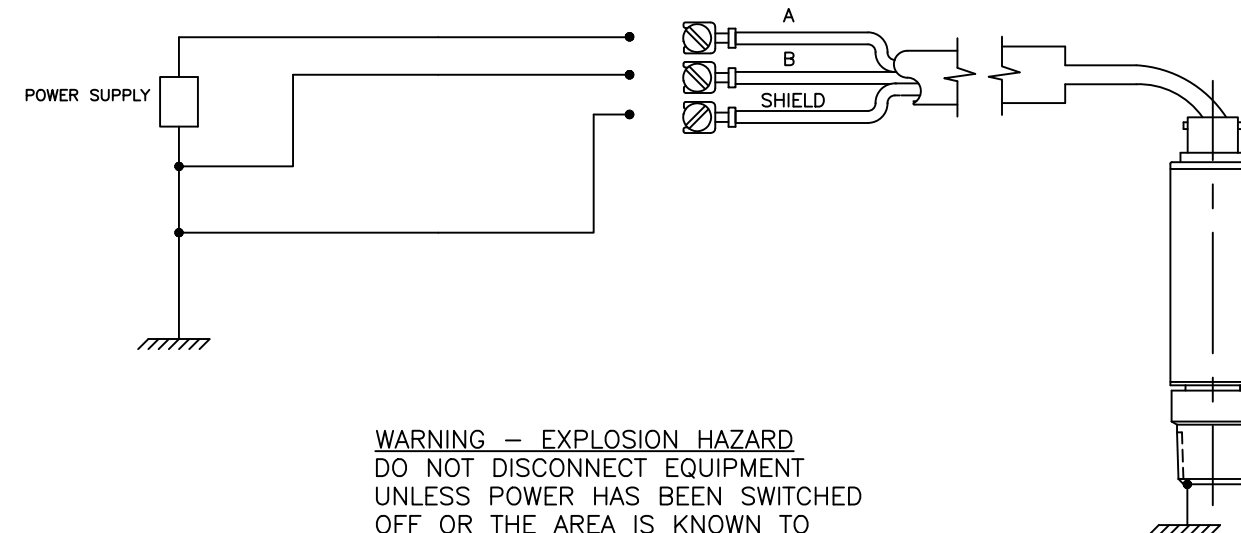 A
B
SHIELD
POWER SUPPLY
WARNING – EXPLOSION HAZARD
DO NOT DISCONNECT EQUIPMENT
UNLESS POWER HAS BEEN SWITCHED
OFF OR THE AREA IS KNOWN TO